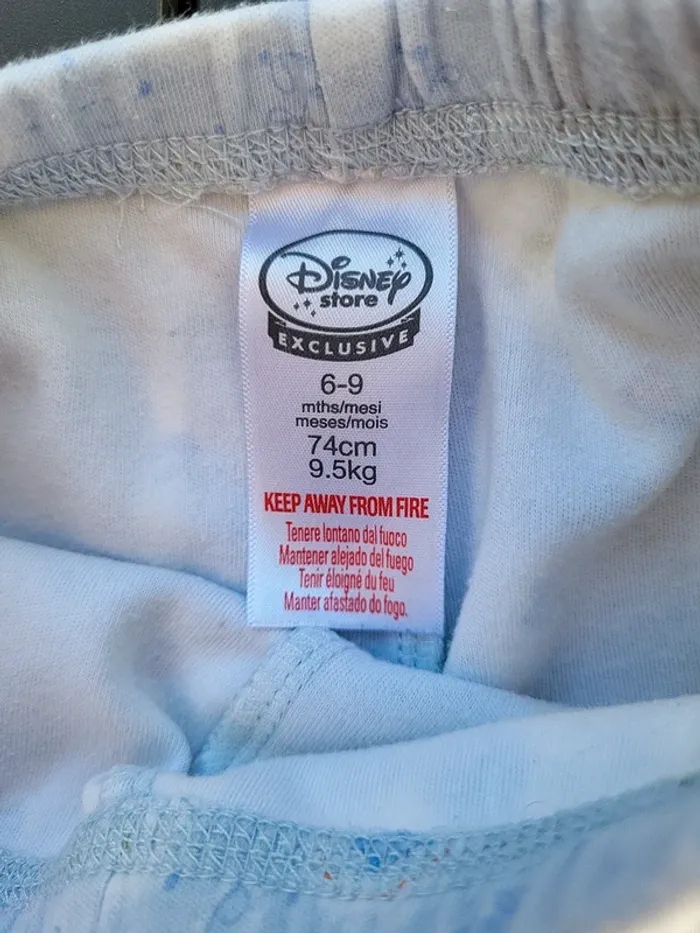 Disney
store
EXCLUSIVE
6-9
mths/mesi
meses/mois
74cm
9.5kg
KEEP AWAY FROM FIRE
Tenere lontano dal fuoco
Mantener alejado del fuego
Tenir éloigné du feu
Manter afastado do fogo.